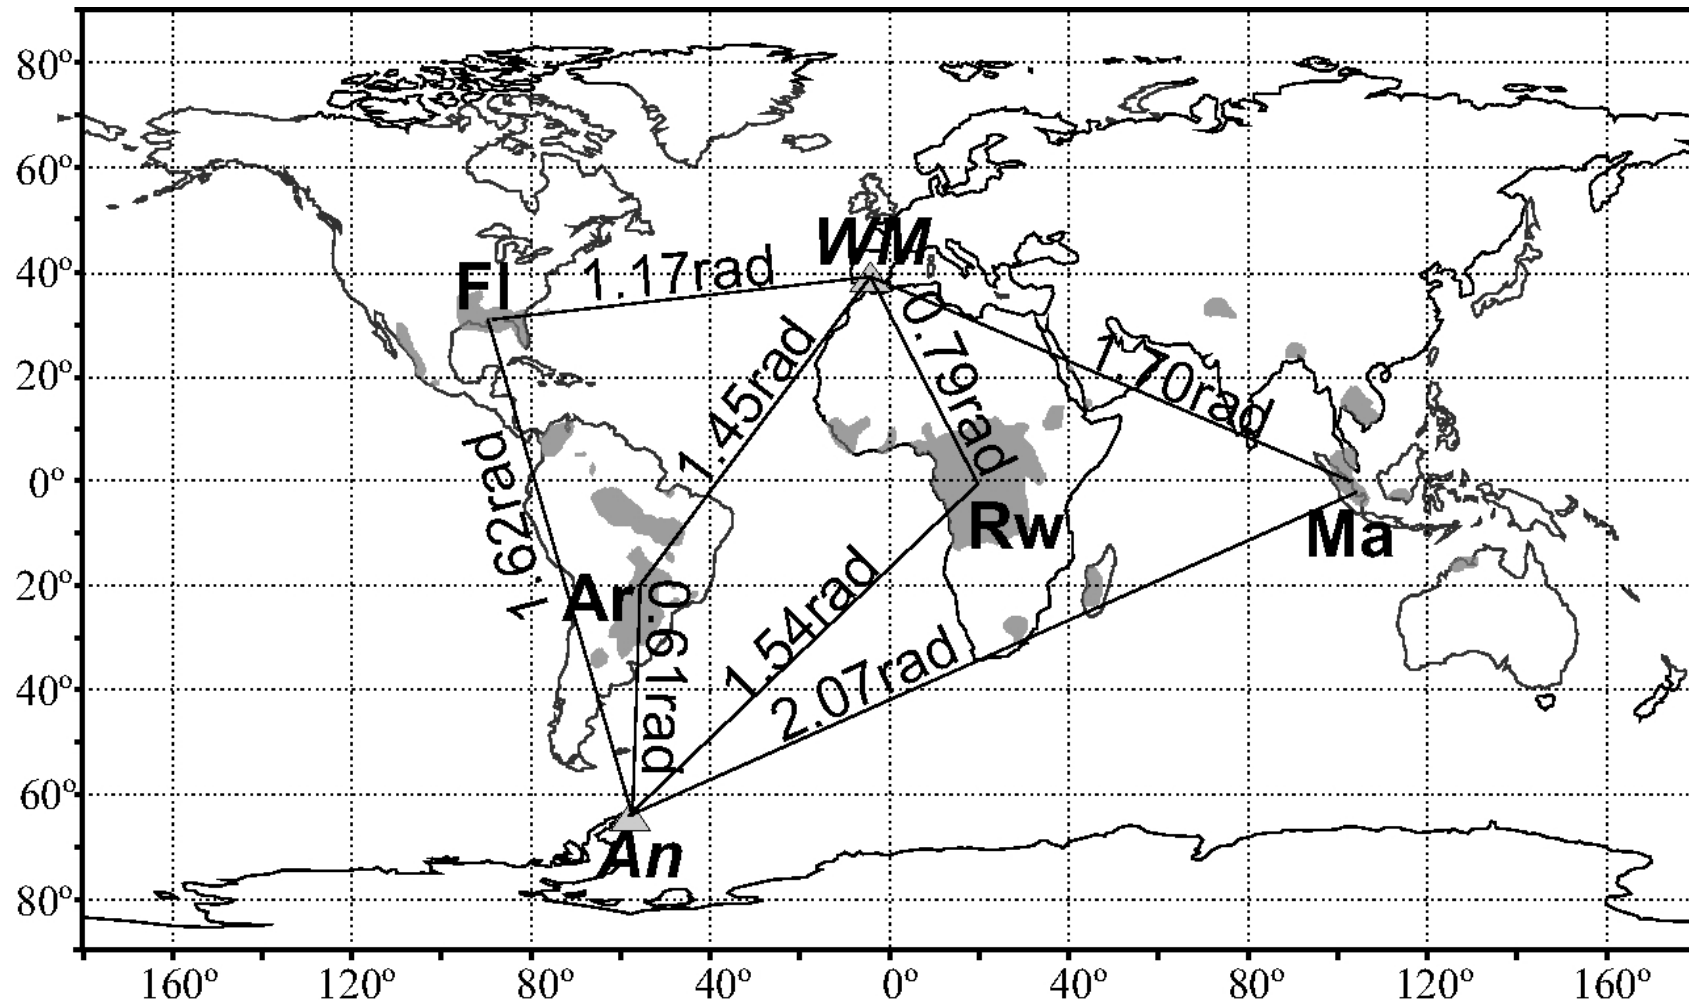 80º
60º
WM
40º
Fl
1.17rad
0.79rad
1.70rad
20º
1.45rad
0º
1.62rad
Rw
Ma
20º
Ar
0.61rad
1.54rad
2.07rad
40º
60º
An
80º
160º 120º 80º 40º 0º 40º 80º 120º 160º